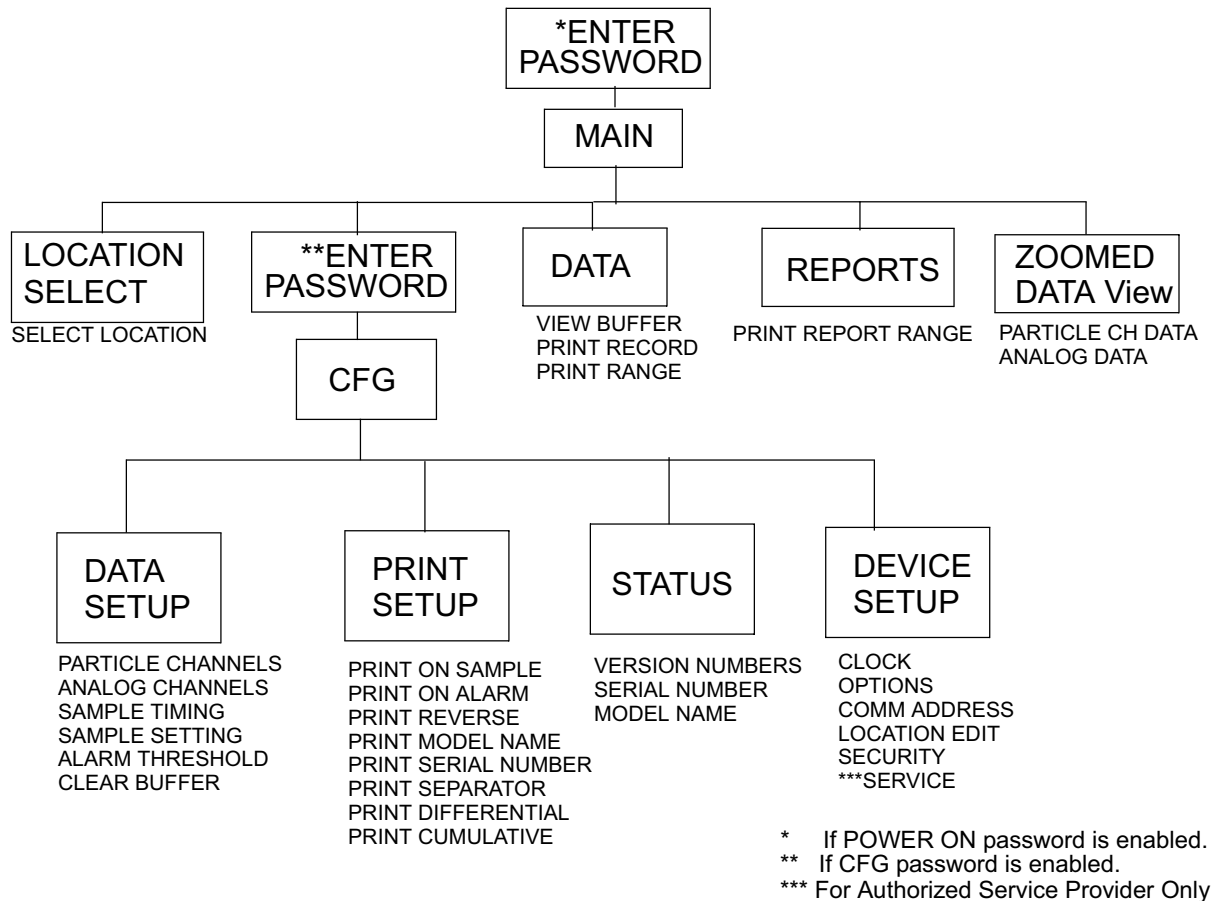 *ENTER
PASSWORD
MAIN
LOCATION
SELECT
SELECT LOCATION
**ENTER
PASSWORD
CFG
DATA
VIEW BUFFER
PRINT RECORD
PRINT RANGE
REPORTS
PRINT REPORT RANGE
ZOOMED
DATA View
PARTICLE CH DATA
ANALOG DATA
DATA
SETUP
PARTICLE CHANNELS
ANALOG CHANNELS
SAMPLE TIMING
SAMPLE SETTING
ALARM THRESHOLD
CLEAR BUFFER
PRINT
SETUP
PRINT ON SAMPLE
PRINT ON ALARM
PRINT REVERSE
PRINT MODEL NAME
PRINT SERIAL NUMBER
PRINT SEPARATOR
PRINT DIFFERENTIAL
PRINT CUMULATIVE
STATUS
VERSION NUMBERS
SERIAL NUMBER
MODEL NAME
DEVICE
SETUP
CLOCK
OPTIONS
COMM ADDRESS
LOCATION EDIT
SECURITY
***SERVICE
* If POWER ON password is enabled.
** If CFG password is enabled.
*** For Authorized Service Provider Only